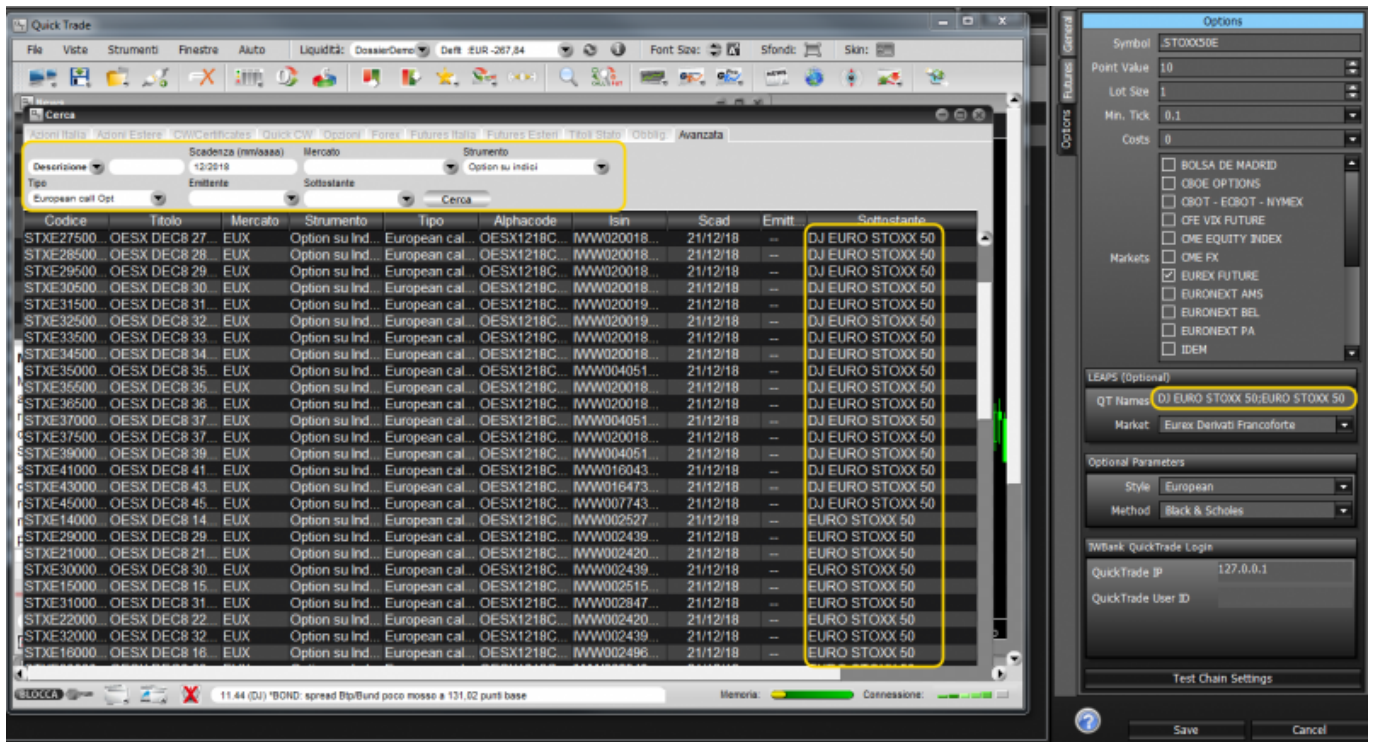 Quick Trade
File Viste Strumenti Finestre Aiuto Liquidità: DossierDemo Deflt :EUR -267,84 Font Size: Sfondi: Skin:
News
Cerca
Azioni Italia Azioni Estere CW/Certificates Quick CW Opzioni Forex Futures Italia Futures Esteri Titoli Stato Obblig Avanzata
Scadenza (mm/aaaa) Mercato Strumento
Descrizione 12/2018 Option su indici
Tipo Emittente Sottostante
European call Opt Cerca
Codice Titolo Mercato Strumento Tipo Alphacode Isin Scad Emitt Sottostante
STXE27500... OESX DEC8 27... EUX Option su Ind... European cal... OESX1218C... IWW020018... 21/12/18 -- DJ EURO STOXX 50
STXE28500... OESX DEC8 28... EUX Option su Ind... European cal... OESX1218C... IWW020018... 21/12/18 -- DJ EURO STOXX 50
STXE29500... OESX DEC8 29... EUX Option su Ind... European cal... OESX1218C... IWW020018... 21/12/18 -- DJ EURO STOXX 50
STXE30500... OESX DEC8 30... EUX Option su Ind... European cal... OESX1218C... IWW020018... 21/12/18 -- DJ EURO STOXX 50
STXE31500... OESX DEC8 31... EUX Option su Ind... European cal... OESX1218C... IWW020019... 21/12/18 -- DJ EURO STOXX 50
STXE32500... OESX DEC8 32... EUX Option su Ind... European cal... OESX1218C... IWW020019... 21/12/18 -- DJ EURO STOXX 50
STXE33500... OESX DEC8 33... EUX Option su Ind... European cal... OESX1218C... IWW020018... 21/12/18 -- DJ EURO STOXX 50
STXE34500... OESX DEC8 34... EUX Option su Ind... European cal... OESX1218C... IWW020018... 21/12/18 -- DJ EURO STOXX 50
STXE35000... OESX DEC8 35... EUX Option su Ind... European cal... OESX1218C... IWW004051... 21/12/18 -- DJ EURO STOXX 50
STXE35500... OESX DEC8 35... EUX Option su Ind... European cal... OESX1218C... IWW020018... 21/12/18 -- DJ EURO STOXX 50
STXE36500... OESX DEC8 36... EUX Option su Ind... European cal... OESX1218C... IWW020018... 21/12/18 -- DJ EURO STOXX 50
STXE37000... OESX DEC8 37... EUX Option su Ind... European cal... OESX1218C... IWW004051... 21/12/18 -- DJ EURO STOXX 50
STXE37500... OESX DEC8 37... EUX Option su Ind... European cal... OESX1218C... IWW020018... 21/12/18 -- DJ EURO STOXX 50
STXE39000... OESX DEC8 39... EUX Option su Ind... European cal... OESX1218C... IWW004051... 21/12/18 -- DJ EURO STOXX 50
STXE41000... OESX DEC8 41... EUX Option su Ind... European cal... OESX1218C... IWW016043... 21/12/18 -- DJ EURO STOXX 50
STXE43000... OESX DEC8 43... EUX Option su Ind... European cal... OESX1218C... IWW016473... 21/12/18 -- DJ EURO STOXX 50
STXE45000... OESX DEC8 45... EUX Option su Ind... European cal... OESX1218C... IWW007743... 21/12/18 -- DJ EURO STOXX 50
STXE14000... OESX DEC8 14... EUX Option su Ind... European cal... OESX1218C... IWW002527... 21/12/18 -- EURO STOXX 50
STXE29000... OESX DEC8 29... EUX Option su Ind... European cal... OESX1218C... IWW002439... 21/12/18 -- EURO STOXX 50
STXE21000... OESX DEC8 21... EUX Option su Ind... European cal... OESX1218C... IWW002420... 21/12/18 -- EURO STOXX 50
STXE30000... OESX DEC8 30... EUX Option su Ind... European cal... OESX1218C... IWW002439... 21/12/18 -- EURO STOXX 50
STXE15000... OESX DEC8 15... EUX Option su Ind... European cal... OESX1218C... IWW002515... 21/12/18 -- EURO STOXX 50
STXE31000... OESX DEC8 31... EUX Option su Ind... European cal... OESX1218C... IWW002847... 21/12/18 -- EURO STOXX 50
STXE22000... OESX DEC8 22... EUX Option su Ind... European cal... OESX1218C... IWW002420... 21/12/18 -- EURO STOXX 50
STXE32000... OESX DEC8 32... EUX Option su Ind... European cal... OESX1218C... IWW002439... 21/12/18 -- EURO STOXX 50
STXE16000... OESX DEC8 16... EUX Option su Ind... European cal... OESX1218C... IWW002496... 21/12/18 -- EURO STOXX 50
BLOCCA 11.44 (DJ) *BOND: spread Btp/Bund poco mosso a 131,02 punti base Memoria: Connessione:
General
Futures
Options
Options
Symbol .STOXX50E
Point Value 10
Lot Size 1
Min. Tick 0.1
Costs 0
Markets
BOLSA DE MADRID
CBOE OPTIONS
CBOT - ECBOT - NYMEX
CFE VIX FUTURE
CME EQUITY INDEX
CME FX
EUREX FUTURE
EURONEXT AMS
EURONEXT BEL
EURONEXT PA
IDEM
LEAPS (Optional)
QT Names DJ EURO STOXX 50;EURO STOXX 50
Market Eurex Derivati Francoforte
Optional Parameters
Style European
Method Black & Scholes
IWBank QuickTrade Login
QuickTrade IP 127.0.0.1
QuickTrade User ID
Test Chain Settings
? Save Cancel